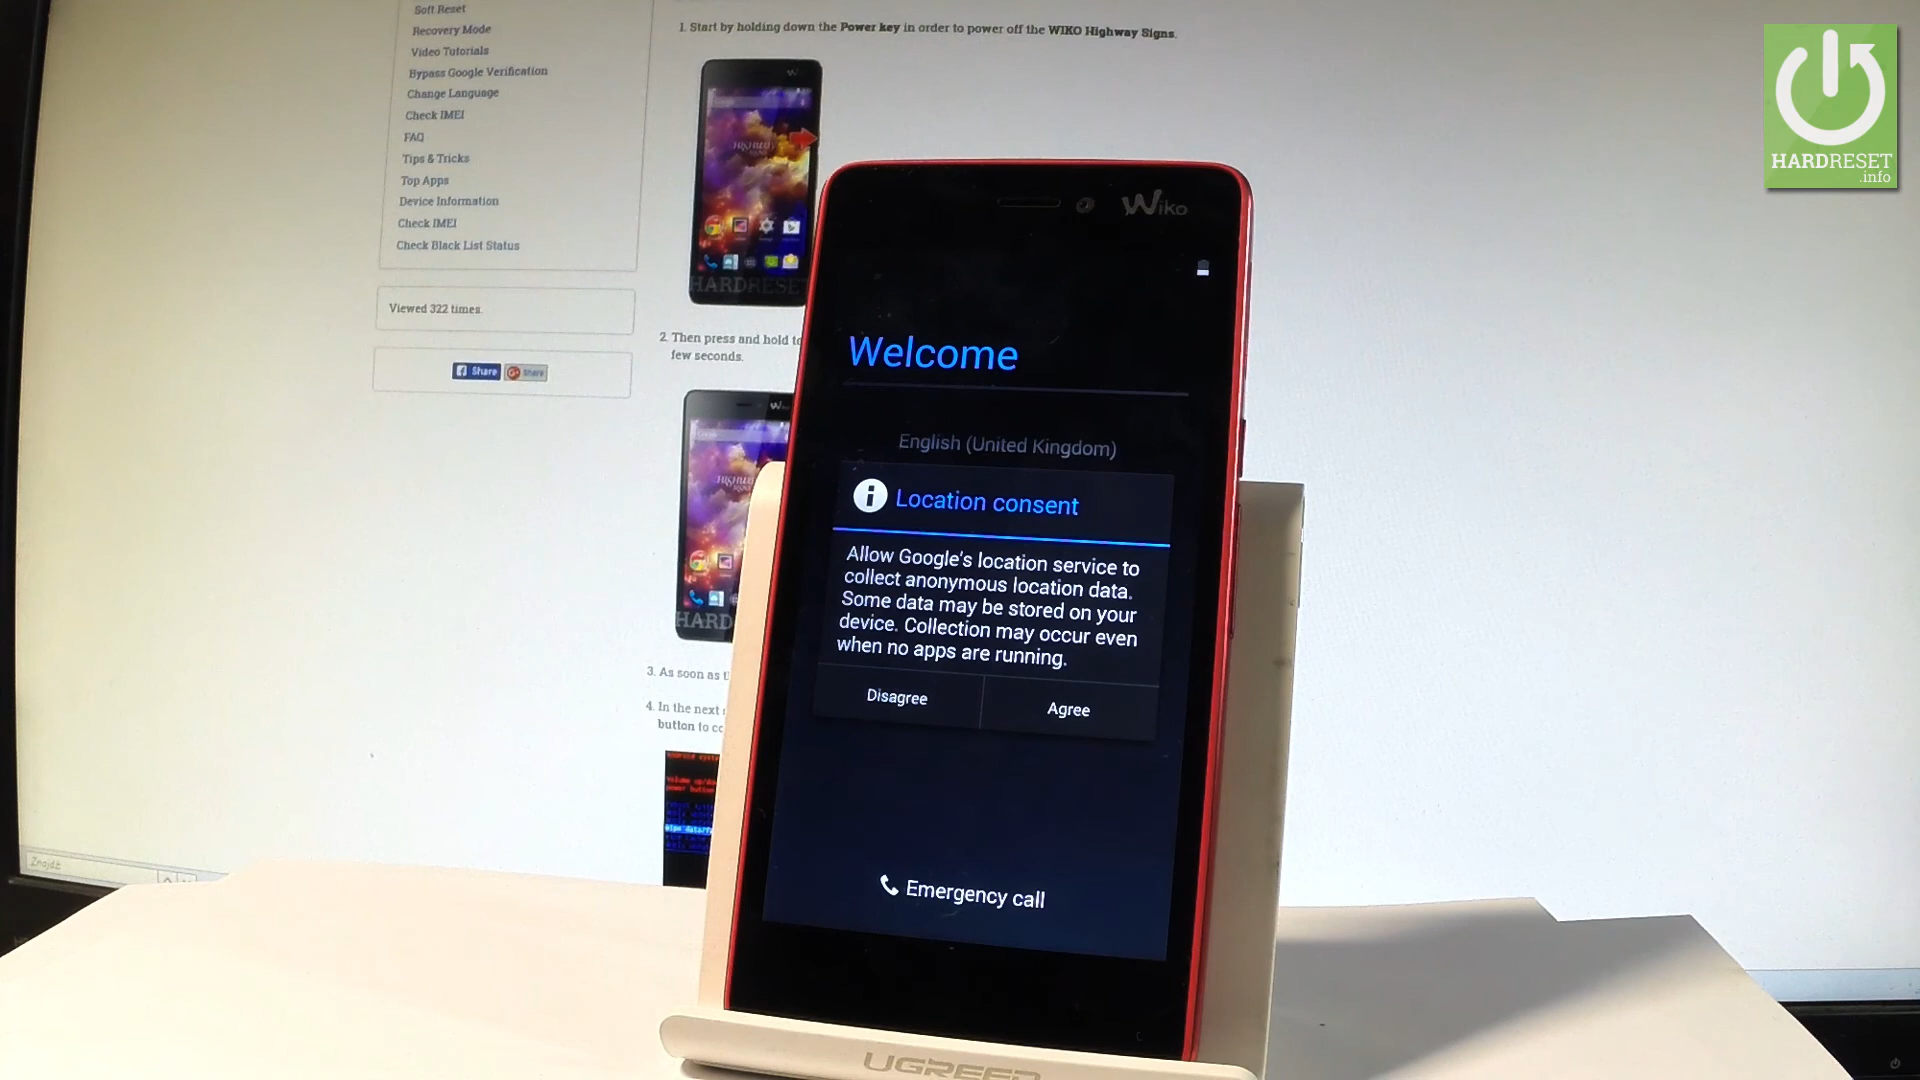 Soft Reset
Recovery Mode
Video Tutorials
Bypass Google Verification
Change Language
Check IMEI
FAQ
Tips & Tricks
Top Apps
Device Information
Check IMEI
Check Black List Status
Viewed 322 times.
Share
Share
1. Start by holding down the Power key in order to power off the WIKO Highway Signs.
HARDRESET
2. Then press and hold
few seconds.
HARD
3. As soon as
4. In the next
button to
Znajdź
Wiko
Welcome
English (United Kingdom)
Location consent
Allow Google's location service to
collect anonymous location data.
Some data may be stored on your
device. Collection may occur even
when no apps are running.
Disagree
Agree
Emergency call
UGREEN
HARDRESET
.info